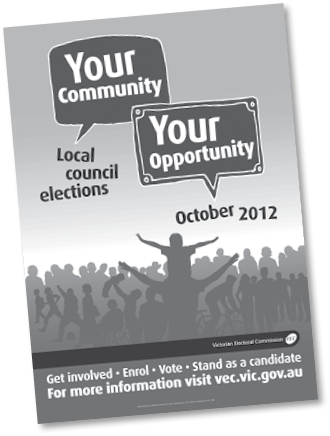 Your
Community
Your
Opportunity
Local
council
elections
October 2012
Victorian Electoral Commission VEC
Get involved • Enrol • Vote • Stand as a candidate
For more information visit vec.vic.gov.au